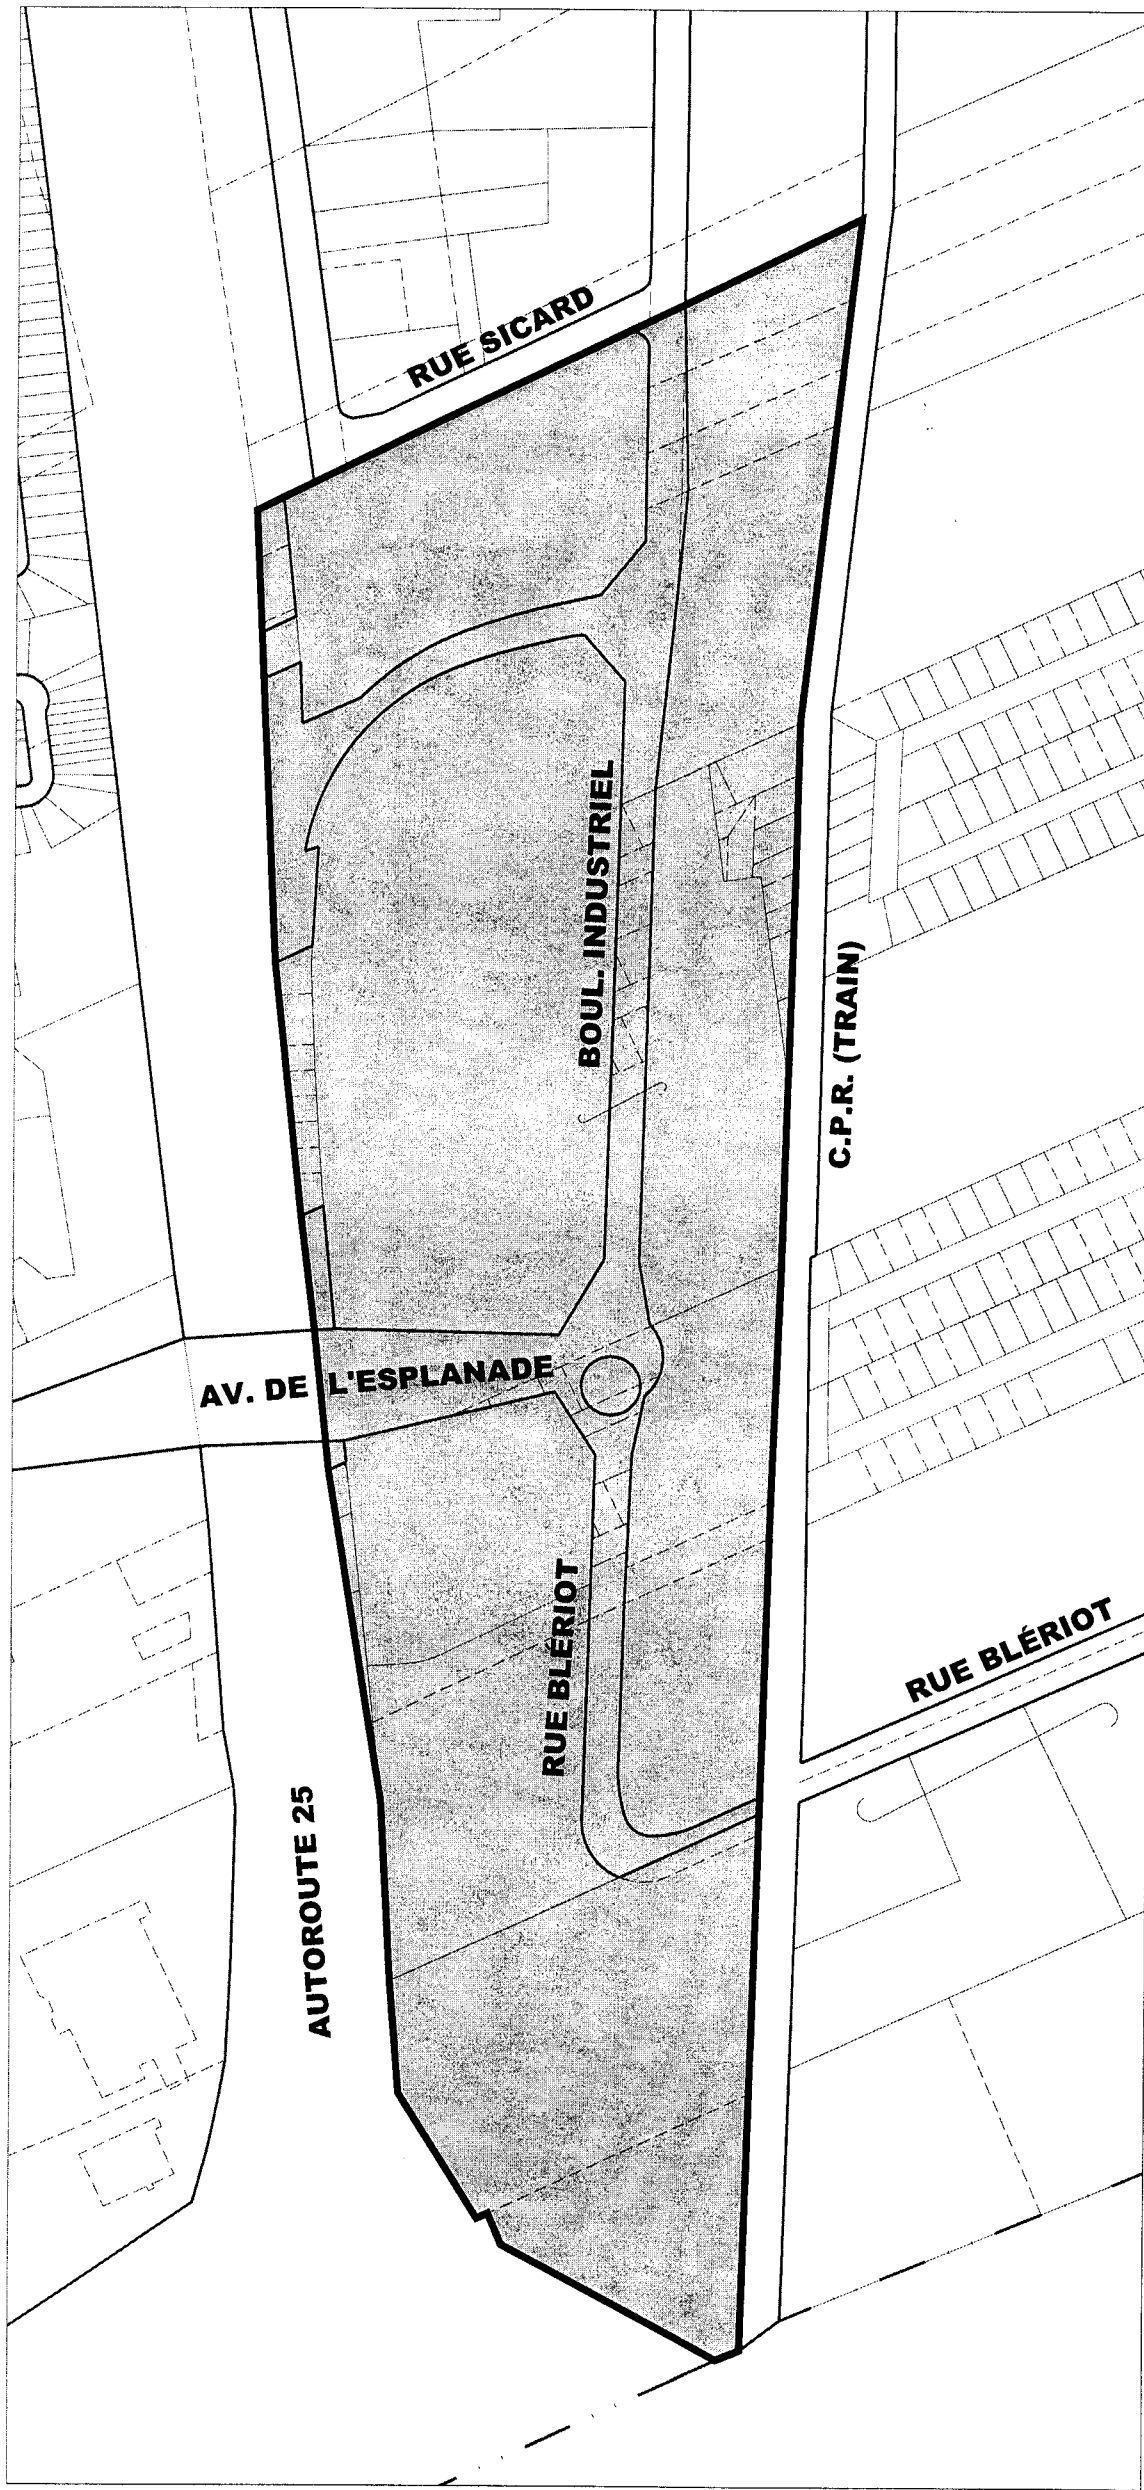 RUE SICARD
BOUL. INDUSTRIEL
C.P.R. (TRAIN)
AV. DE L'ESPLANADE
RUE BLÉRIOT
RUE BLÉRIOT
AUTOROUTE 25